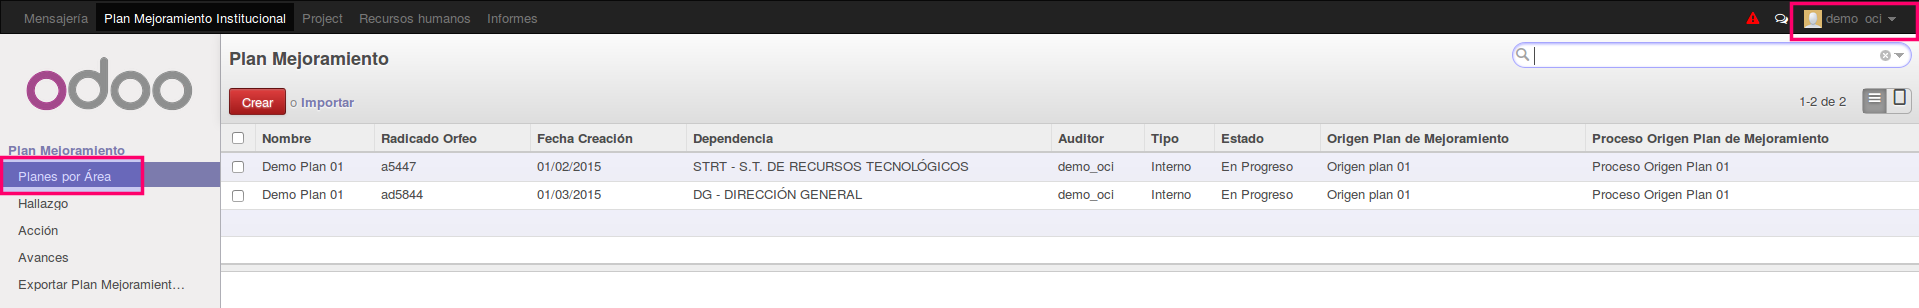 Mensajería Plan Mejoramiento Institucional Project Recursos humanos Informes demo oci
odoo
Plan Mejoramiento
Planes por Área
Hallazgo
Acción
Avances
Exportar Plan Mejoramient...
Plan Mejoramiento
Crear o Importar 1-2 de 2
Nombre Radicado Orfeo Fecha Creación Dependencia Auditor Tipo Estado Origen Plan de Mejoramiento Proceso Origen Plan de Mejoramiento
Demo Plan 01 a5447 01/02/2015 STRT - S.T. DE RECURSOS TECNOLÓGICOS demo_oci Interno En Progreso Origen plan 01 Proceso Origen Plan 01
Demo Plan 01 ad5844 01/03/2015 DG - DIRECCIÓN GENERAL demo_oci Interno En Progreso Origen plan 01 Proceso Origen Plan 01